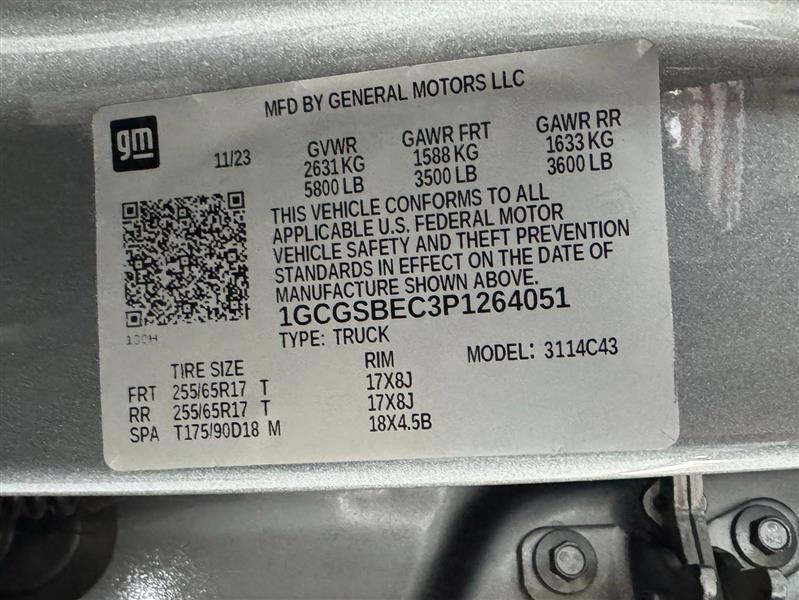 MFD BY GENERAL MOTORS LLC
gm
11/23
GVWR
2631 KG
5800 LB
GAWR FRT
1588 KG
3500 LB
GAWR RR
1633 KG
3600 LB
THIS VEHICLE CONFORMS TO ALL
APPLICABLE U.S. FEDERAL MOTOR
VEHICLE SAFETY AND THEFT PREVENTION
STANDARDS IN EFFECT ON THE DATE OF
MANUFACTURE SHOWN ABOVE.
1GCGSBEC3P1264051
TYPE: TRUCK
MODEL: 3114C43
TIRE SIZE
RIM
FRT 255/65R17 T 17X8J
RR 255/65R17 T 17X8J
SPA T175/90D18 M 18X4.5B